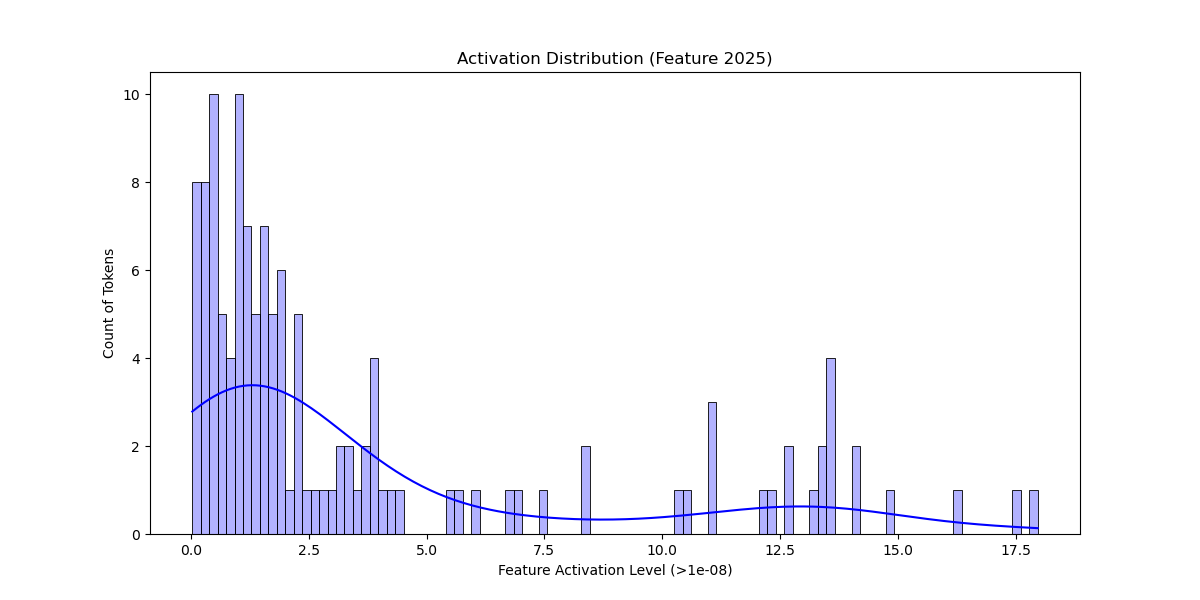 Activation Distribution (Feature 2025)
Count of Tokens
10
8
6
4
2
0
0.0 2.5 5.0 7.5 10.0 12.5 15.0 17.5
Feature Activation Level (>1e-08)